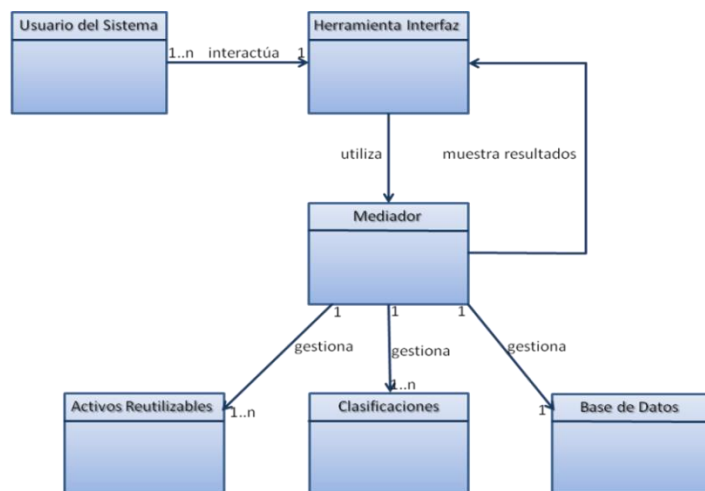 Usuario del Sistema
Herramienta Interfaz
1..n interactúa 1
utiliza
muestra resultados
Mediador
1
1
1
gestiona
gestiona
gestiona
1..n
1..n
1
Activos Reutilizables
Clasificaciones
Base de Datos